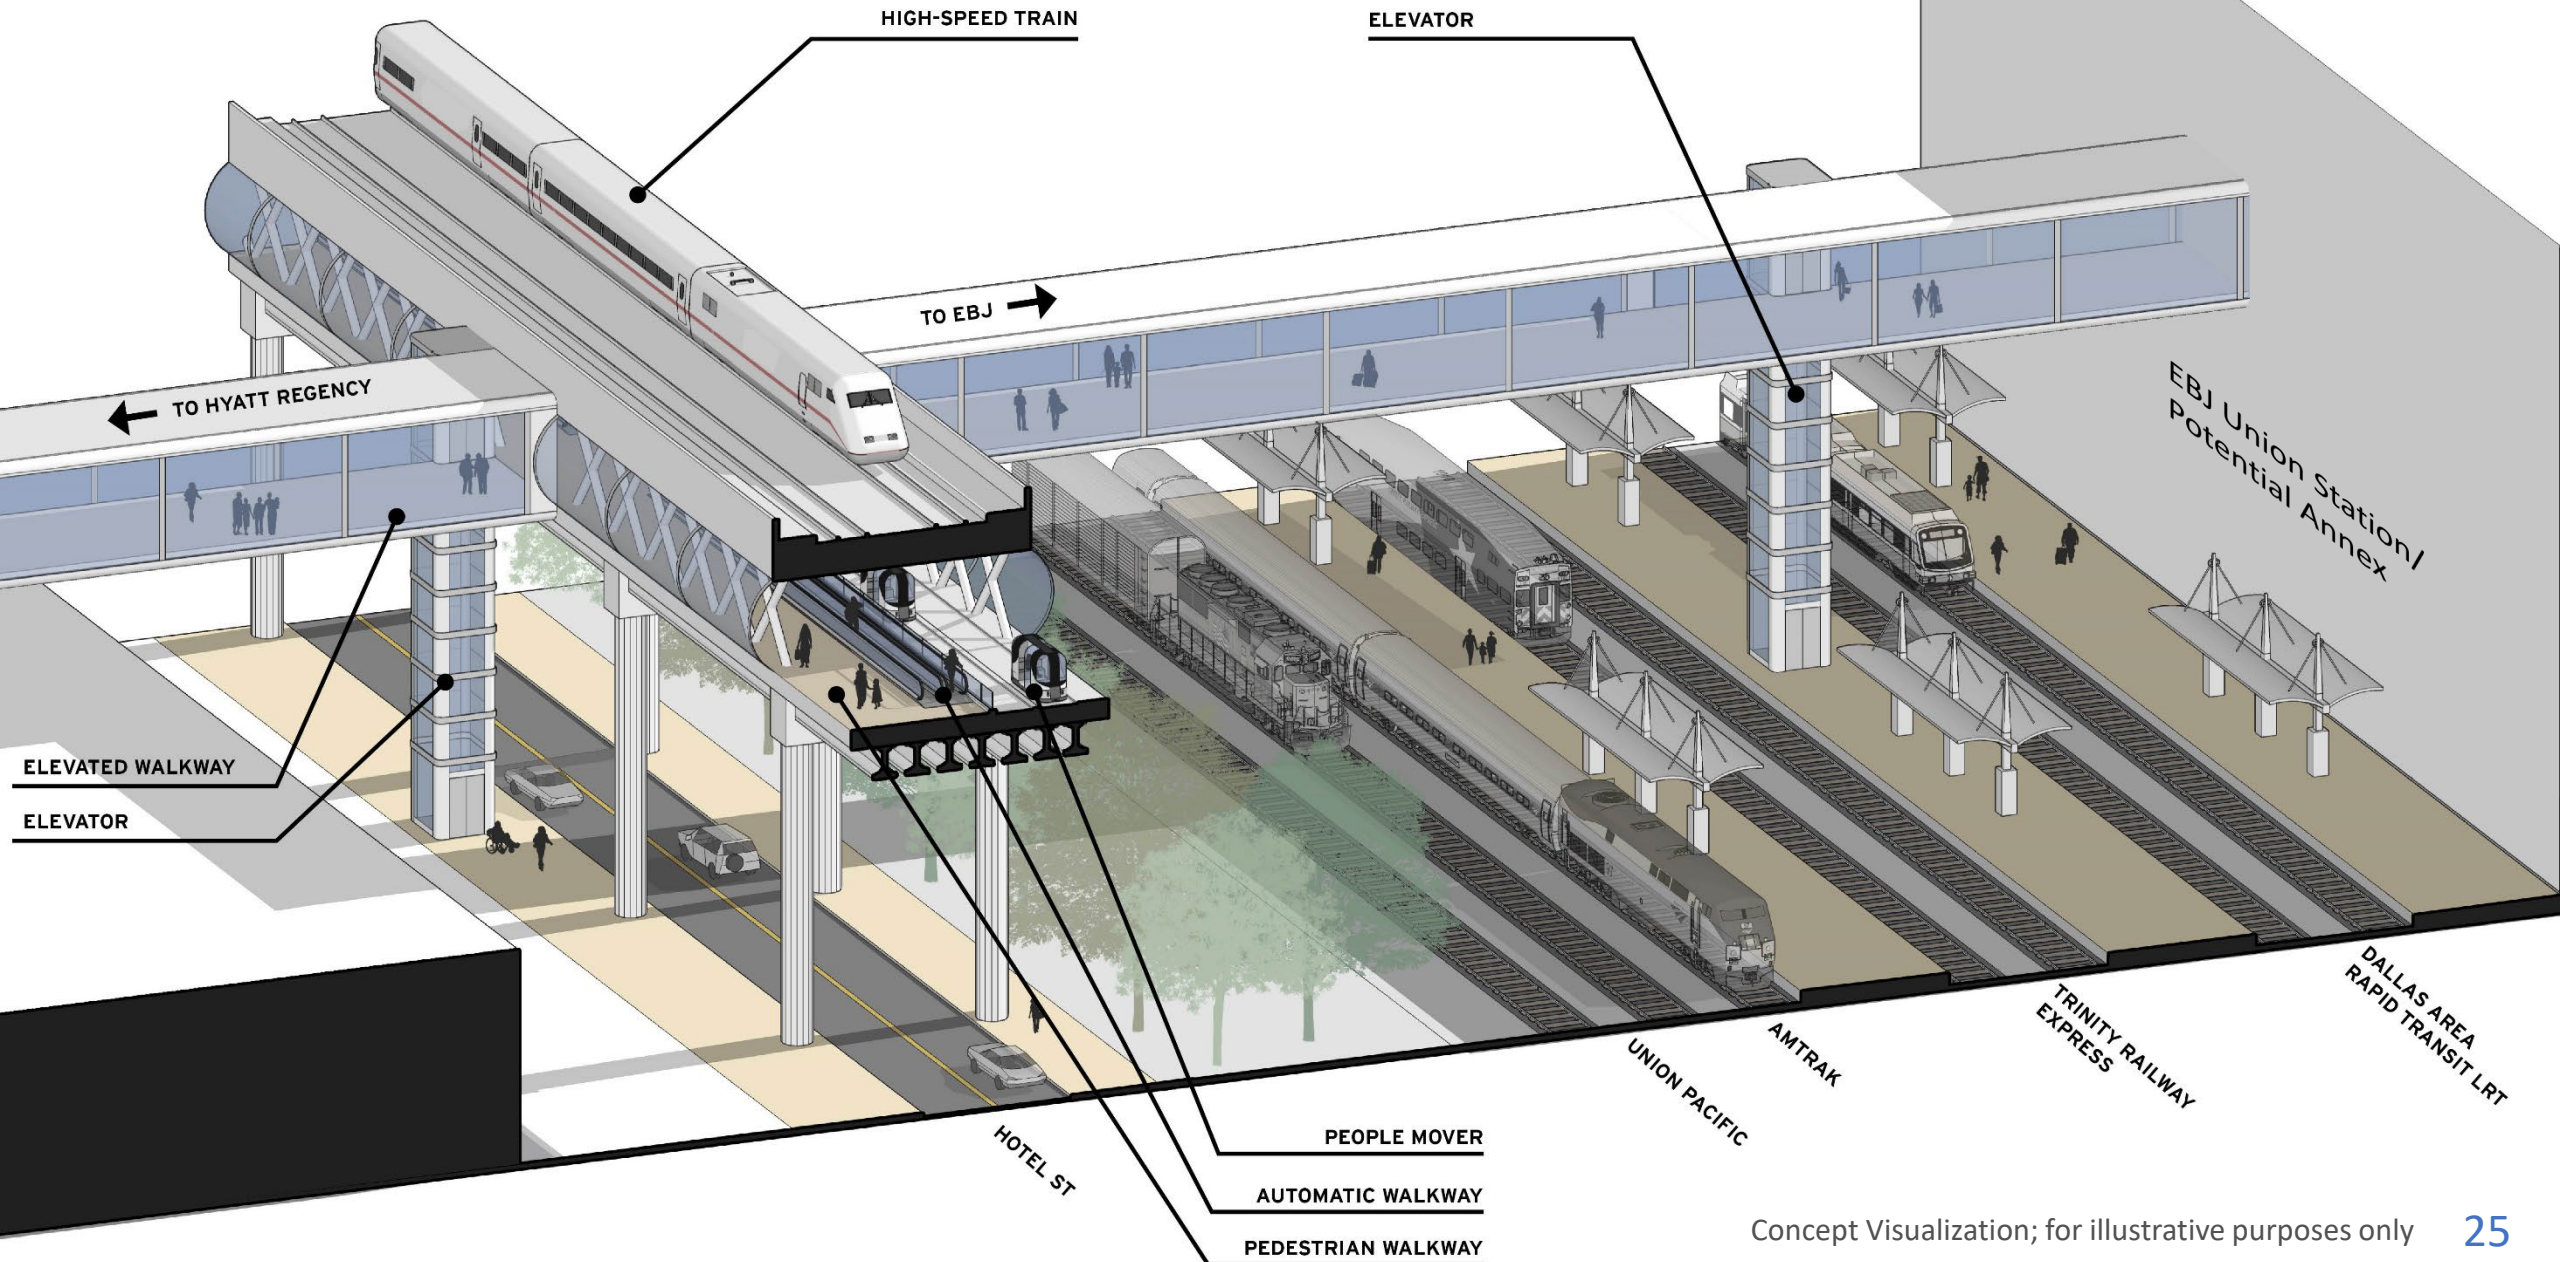 HIGH-SPEED TRAIN
ELEVATOR
TO EBJ
TO HYATT REGENCY
EBJ Union Station/
Potential Annex
ELEVATED WALKWAY
ELEVATOR
DALLAS AREA
RAPID TRANSIT LRT
TRINITY RAILWAY
EXPRESS
AMTRAK
UNION PACIFIC
HOTEL ST
PEOPLE MOVER
AUTOMATIC WALKWAY
PEDESTRIAN WALKWAY
Concept Visualization; for illustrative purposes only 25